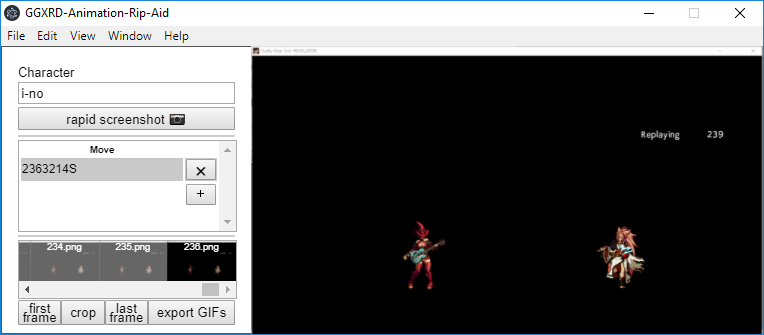 GGXRD-Animation-Rip-Aid
File Edit View Window Help
Character
i-no
rapid screenshot
Move
2363214S
234.png 235.png 236.png
first frame
crop
last frame
export GIFs
Guilty Gear Xrd -REVELATOR-
Replaying 239